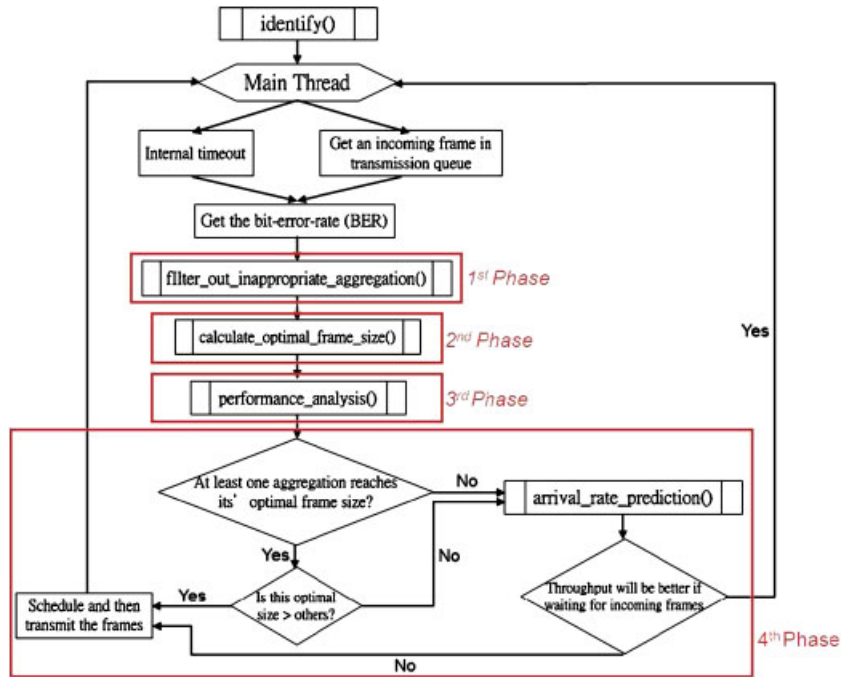 identify()
Main Thread
Internal timeout
Get an incoming frame in
transmission queue
Get the bit-error-rate (BER)
fIlter_out_inappropriate_aggregation()
1st Phase
calculate_optimal_frame_size()
2nd Phase
Yes
performance_analysis()
3rd Phase
At least one aggregation reaches
its’ optimal frame size?
No
arrival_rate_prediction()
Yes
No
Is this optimal
size > others?
Yes
Schedule and then
transmit the frames
Throughput will be better if
waiting for incoming frames
No
4th Phase